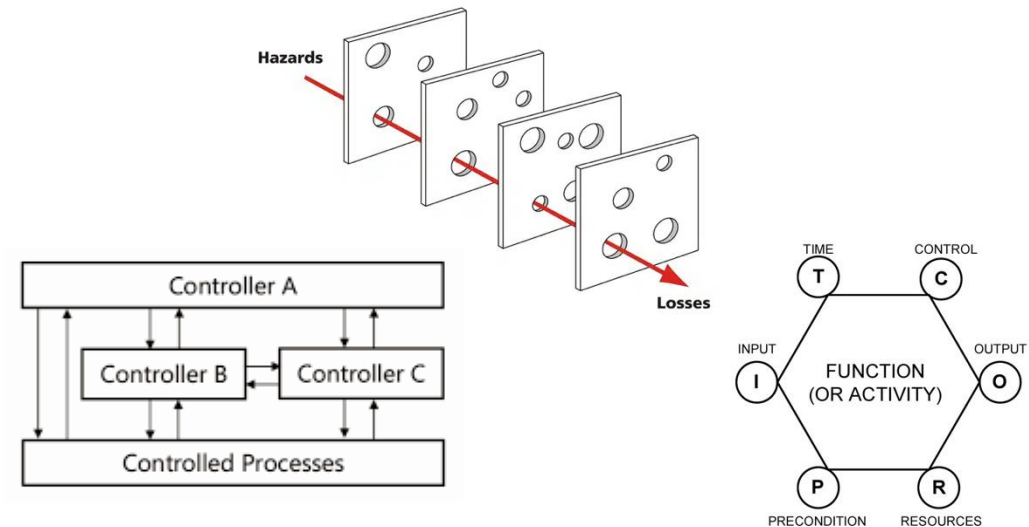 Hazards
Losses
Controller A
Controller B
Controller C
Controlled Processes
TIME
CONTROL
T
C
INPUT
OUTPUT
I
FUNCTION
(OR ACTIVITY)
O
P
R
PRECONDITION
RESOURCES